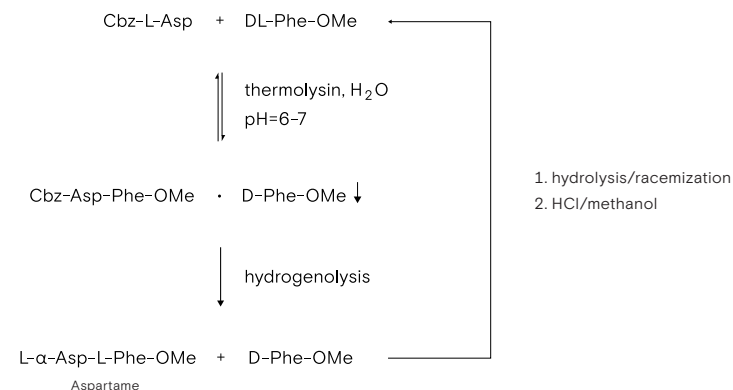 Cbz–L–Asp + DL–Phe–OMe
thermolysin, H₂O
pH=6–7
Cbz–Asp–Phe–OMe · D–Phe–OMe ↓
1. hydrolysis/racemization
2. HCl/methanol
hydrogenolysis
L–α–Asp–L–Phe–OMe + D–Phe–OMe
Aspartame